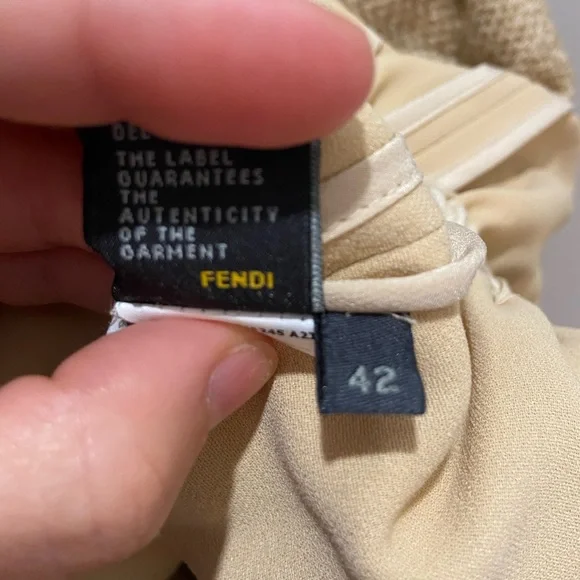 THE LABEL
GUARANTEES
THE
AUTENTICITY
OF THE
GARMENT
FENDI
42